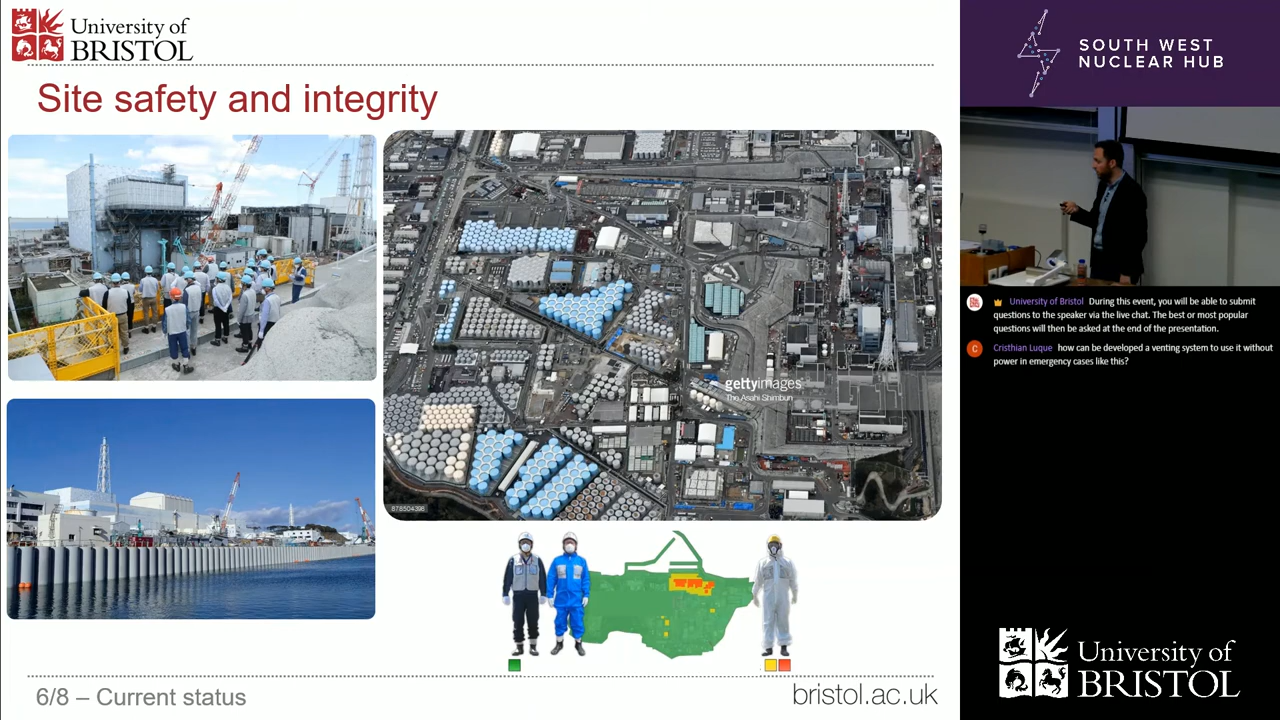 University of
BRISTOL
Site safety and integrity
gettyimages
The Asahi Shimbun
878504398
6/8 – Current status
bristol.ac.uk
SOUTH WEST
NUCLEAR HUB
University of Bristol During this event, you will be able to submit
questions to the speaker via the live chat. The best or most popular
questions will then be asked at the end of the presentation.
C
Cristhian Luque how can be developed a venting system to use it without
power in emergency cases like this?
University of
BRISTOL